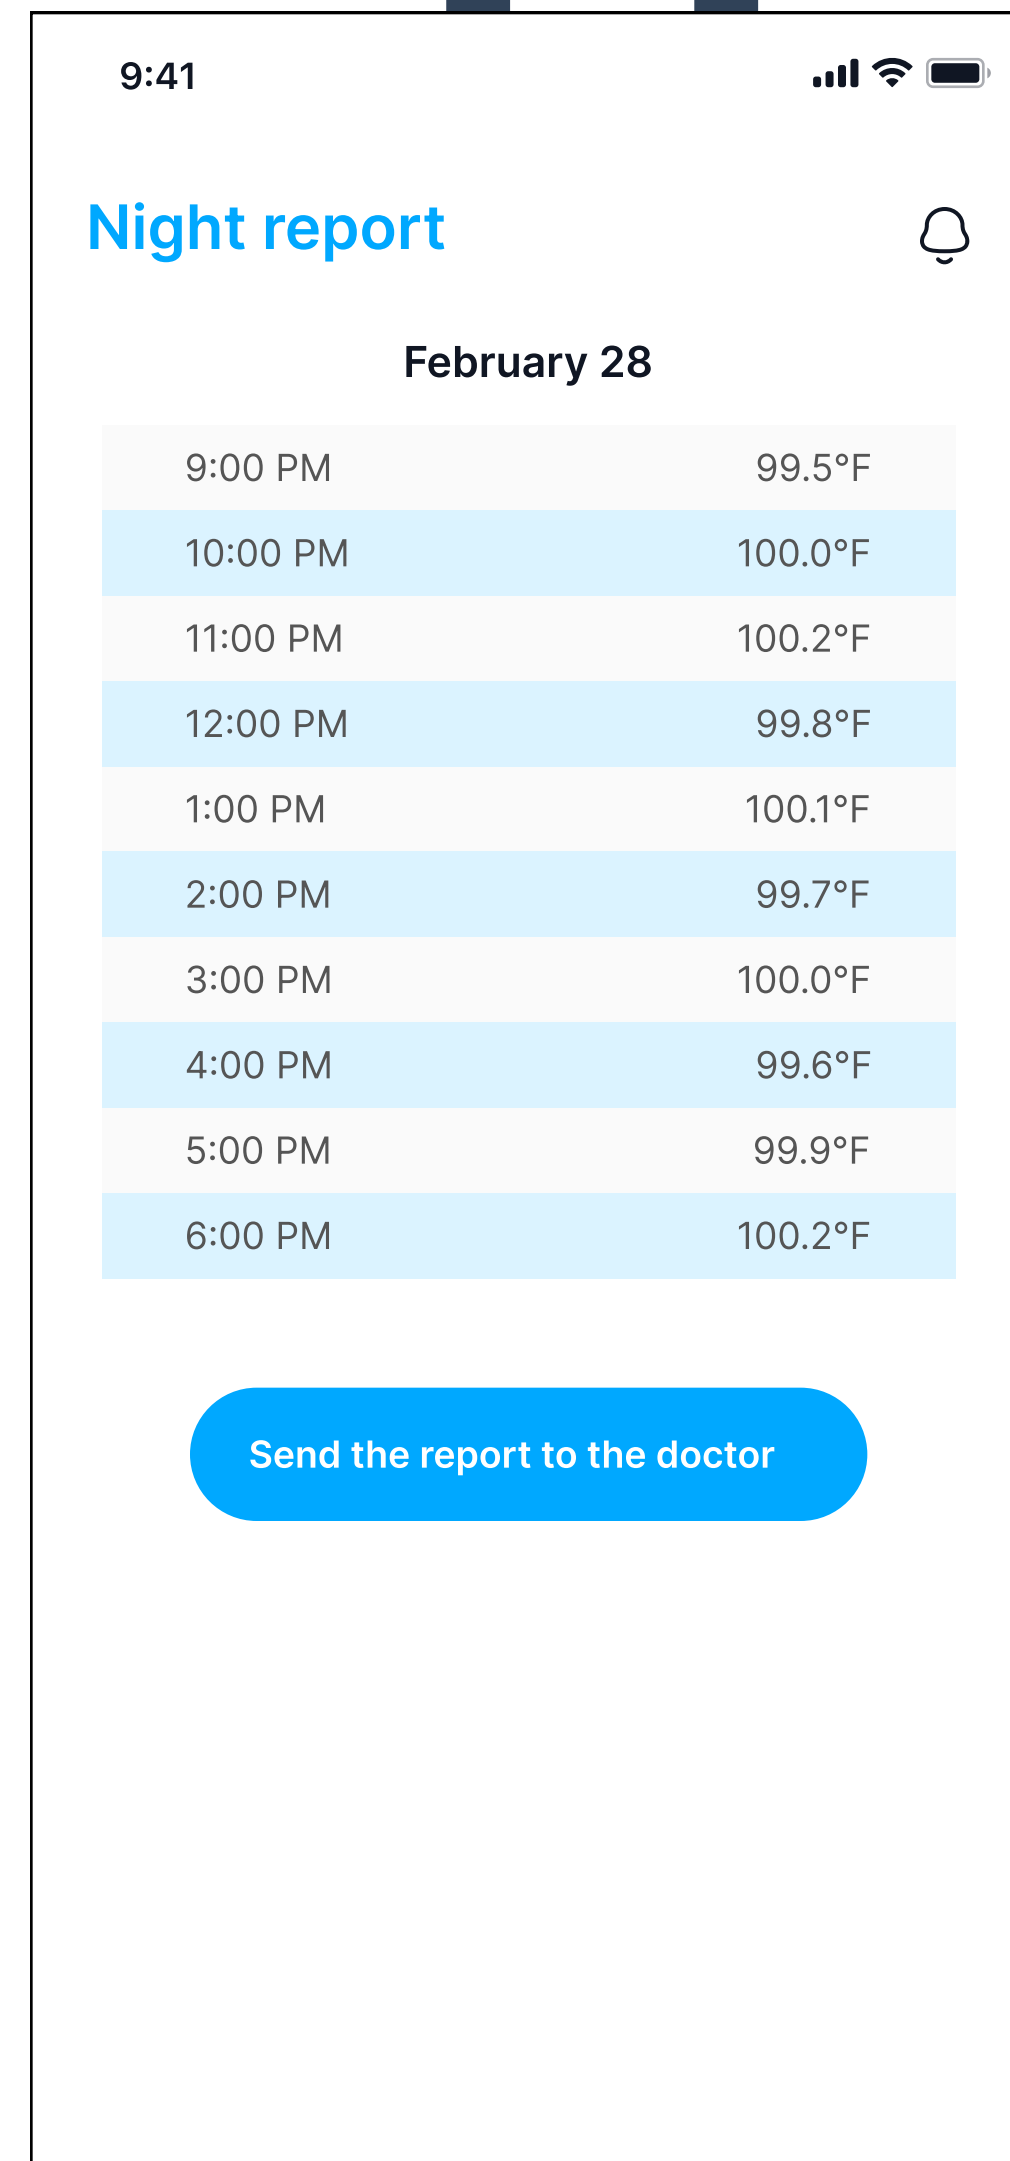 9:41
Night report
February 28
9:00 PM 99.5°F
10:00 PM 100.0°F
11:00 PM 100.2°F
12:00 PM 99.8°F
1:00 PM 100.1°F
2:00 PM 99.7°F
3:00 PM 100.0°F
4:00 PM 99.6°F
5:00 PM 99.9°F
6:00 PM 100.2°F
Send the report to the doctor